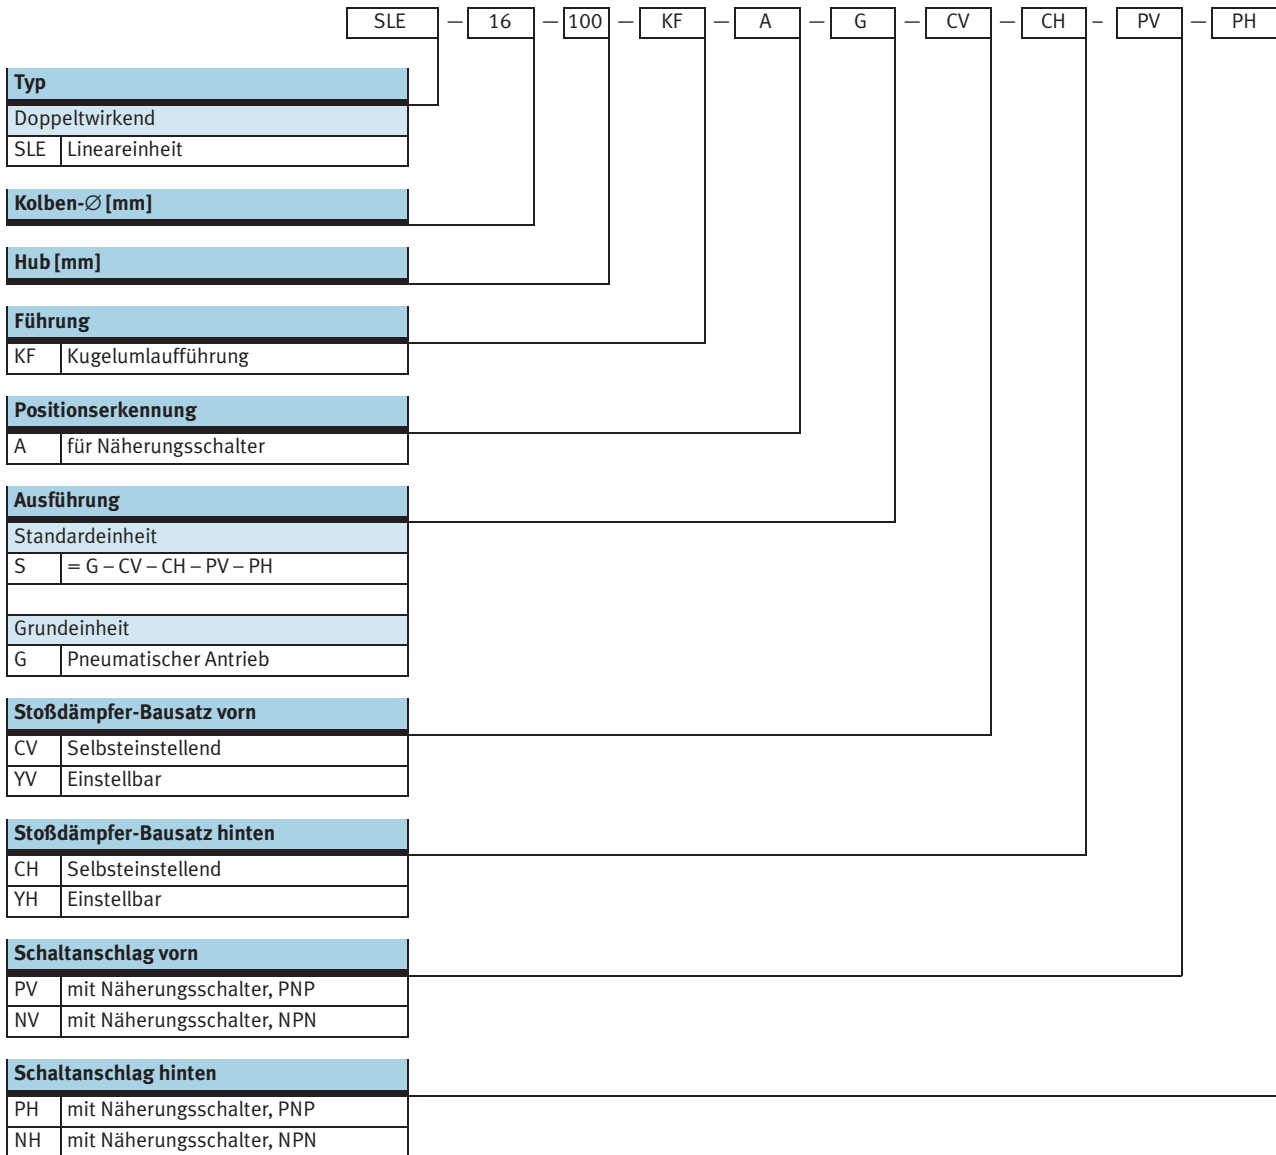 SLE — 16 — 100 — KF — A — G — CV — CH – PV — PH
Typ
Doppeltwirkend
SLE Lineareinheit
Kolben-∅ [mm]
Hub [mm]
Führung
KF Kugelumlaufführung
Positionserkennung
A für Näherungsschalter
Ausführung
Standardeinheit
S = G – CV – CH – PV – PH
Grundeinheit
G Pneumatischer Antrieb
Stoßdämpfer-Bausatz vorn
CV Selbsteinstellend
YV Einstellbar
Stoßdämpfer-Bausatz hinten
CH Selbsteinstellend
YH Einstellbar
Schaltanschlag vorn
PV mit Näherungsschalter, PNP
NV mit Näherungsschalter, NPN
Schaltanschlag hinten
PH mit Näherungsschalter, PNP
NH mit Näherungsschalter, NPN